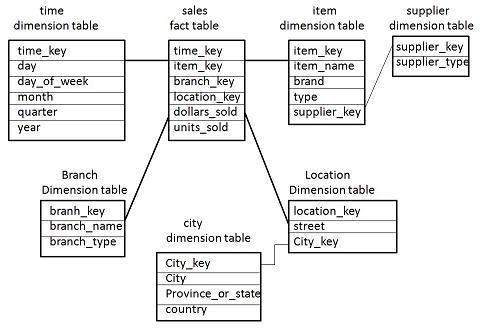 time
dimension table
time_key
day
day_of_week
month
quarter
year
sales
fact table
time_key
item_key
branch_key
location_key
dollars_sold
units_sold
item
dimension table
item_key
item_name
brand
type
supplier_key
supplier
dimension table
supplier_key
supplier_type
Branch
Dimension table
branh_key
branch_name
branch_type
city
dimension table
City_key
City
Province_or_state
country
Location
Dimension table
location_key
street
City_key